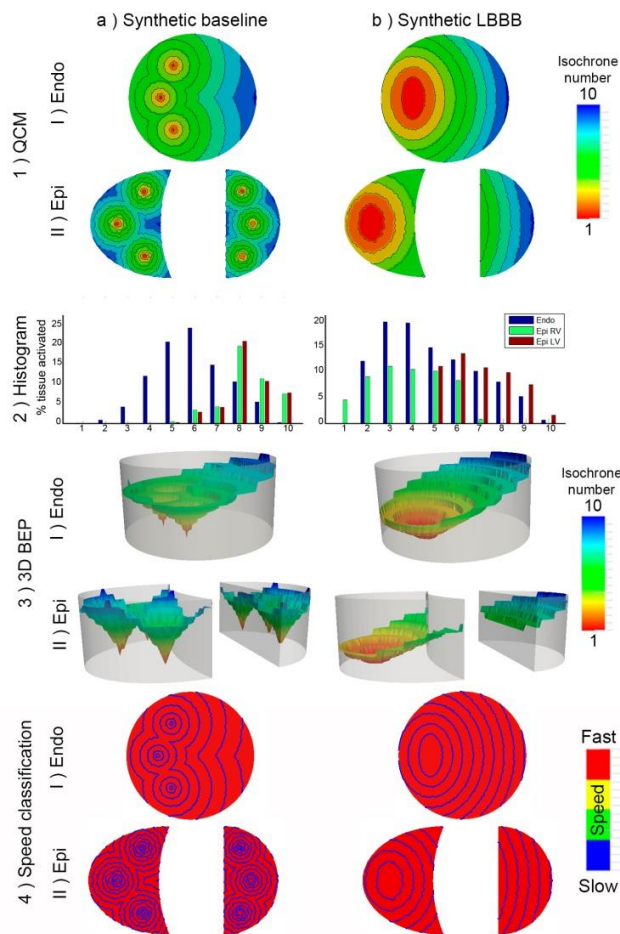 a ) Synthetic baseline
b ) Synthetic LBBB
1 ) QCM
I ) Endo
II ) Epi
Isochrone
number
10
1
2 ) Histogram
% tissue activated
25
20
15
10
5
0
1 2 3 4 5 6 7 8 9 10
20
15
10
5
0
1 2 3 4 5 6 7 8 9 10
Endo
Epi RV
Epi LV
3 ) 3D BEP
I ) Endo
II ) Epi
Isochrone
number
10
1
4 ) Speed classification
I ) Endo
II ) Epi
Fast
Speed
Slow